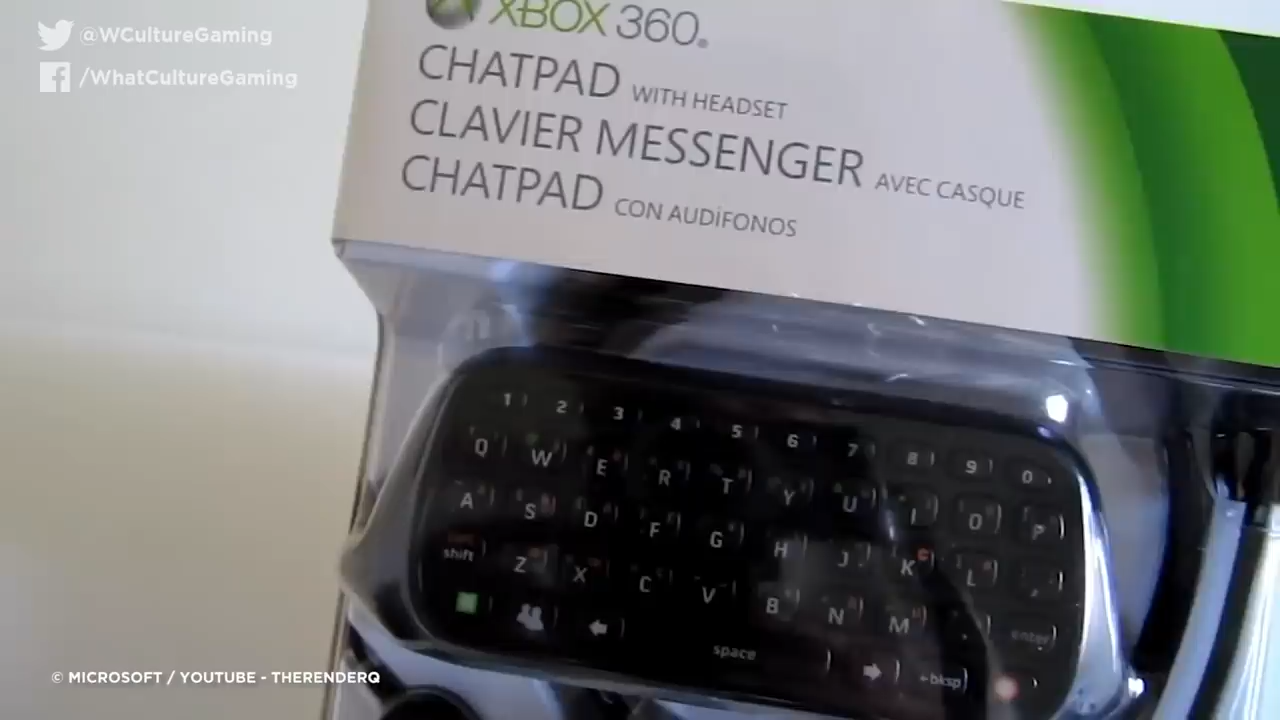 @WCultureGaming
/WhatCultureGaming
XBOX 360.
CHATPAD WITH HEADSET
CLAVIER MESSENGER AVEC CASQUE
CHATPAD CON AUDÍFONOS
1 2 3 4 5 6 7 8 9 0
Q W E R T Y U I O P
A S D F G H J K L ,
shift Z X C V B N M . enter
space
bksp
© MICROSOFT / YOUTUBE - THERENDERQ